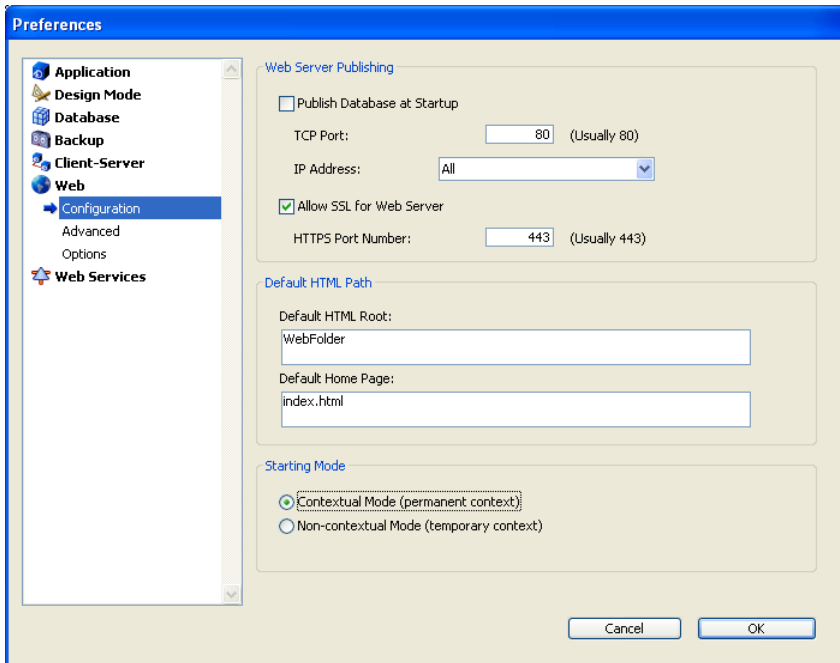 Preferences
Application
Design Mode
Database
Backup
Client-Server
Web
Configuration
Advanced
Options
Web Services
Web Server Publishing
Publish Database at Startup
TCP Port: 80 (Usually 80)
IP Address: All
Allow SSL for Web Server
HTTPS Port Number: 443 (Usually 443)
Default HTML Path
Default HTML Root:
WebFolder
Default Home Page:
index.html
Starting Mode
Contextual Mode (permanent context)
Non-contextual Mode (temporary context)
Cancel OK